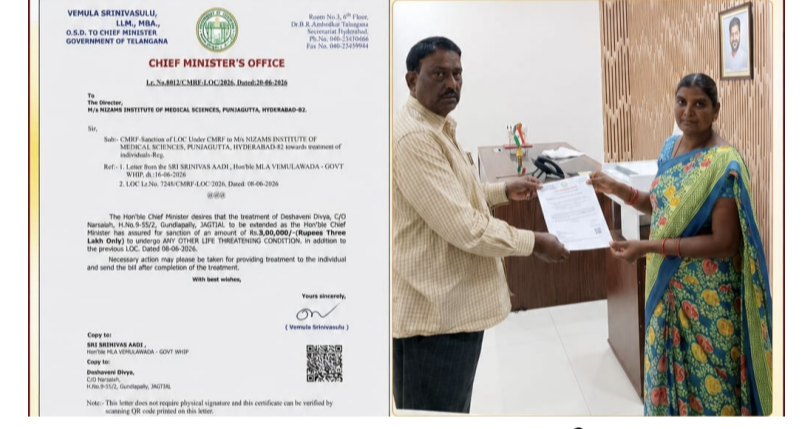 VEMULA SRINIVASULU,
LLM., MBA.,
O.S.D. TO CHIEF MINISTER
GOVERNMENT OF TELANGANA
Room No.3, 6th Floor,
Dr.B.R.Ambedkar Telangana
Secretariat Hyderabad.
CHIEF MINISTER'S OFFICE
Lr. No.8012/CMRF-LOC/2026, Dated:20-06-2026
To
The Director,
M/s NIZAMS INSTITUTE OF MEDICAL SCIENCES, PUNJAGUTTA, HYDERABAD-82.
Sir,
Sub:- CMRF-Sanction of LOC Under CMRF to M/s NIZAMS INSTITUTE OF
MEDICAL SCIENCES, PUNJAGUTTA, HYDERABAD-82 towards treatment of
individuals-Reg.
Ref:- 1. Letter from the SRI SRINIVAS AADI , Hon'ble MLA VEMULAWADA - GOVT
WHIP, dt:16-06-2026
2. LOC Lr.No. 7248/CMRF-LOC/2026, Dated: 08-06-2026
@@@
The Hon'ble Chief Minister desires that the treatment of Deshaveni Divya, C/O
Narsaiah, H.No.9-55/2, Gundlapally, JAGTIAL to be extended as the Hon'ble Chief
Minister has assured for sanction of an amount of Rs.3,00,000/-(Rupees Three
Lakh Only) to undergo ANY OTHER LIFE THREATENING CONDITION. in addition to
the previous LOC. Dated 08-06-2026.
Necessary action may please be taken for providing treatment to the individual
and send the bill after completion of the treatment.
With best wishes,
Yours sincerely,
( Vemula Srinivasulu )
Copy to:
SRI SRINIVAS AADI ,
Hon'ble MLA VEMULAWADA - GOVT WHIP
Copy to:
Deshaveni Divya,
C/O Narsaiah,
H.No.9-55/2, Gundlapally, JAGTIAL
Note:- This letter does not require physical signature and this certificate can be verified by
scanning QR code printed on this letter.